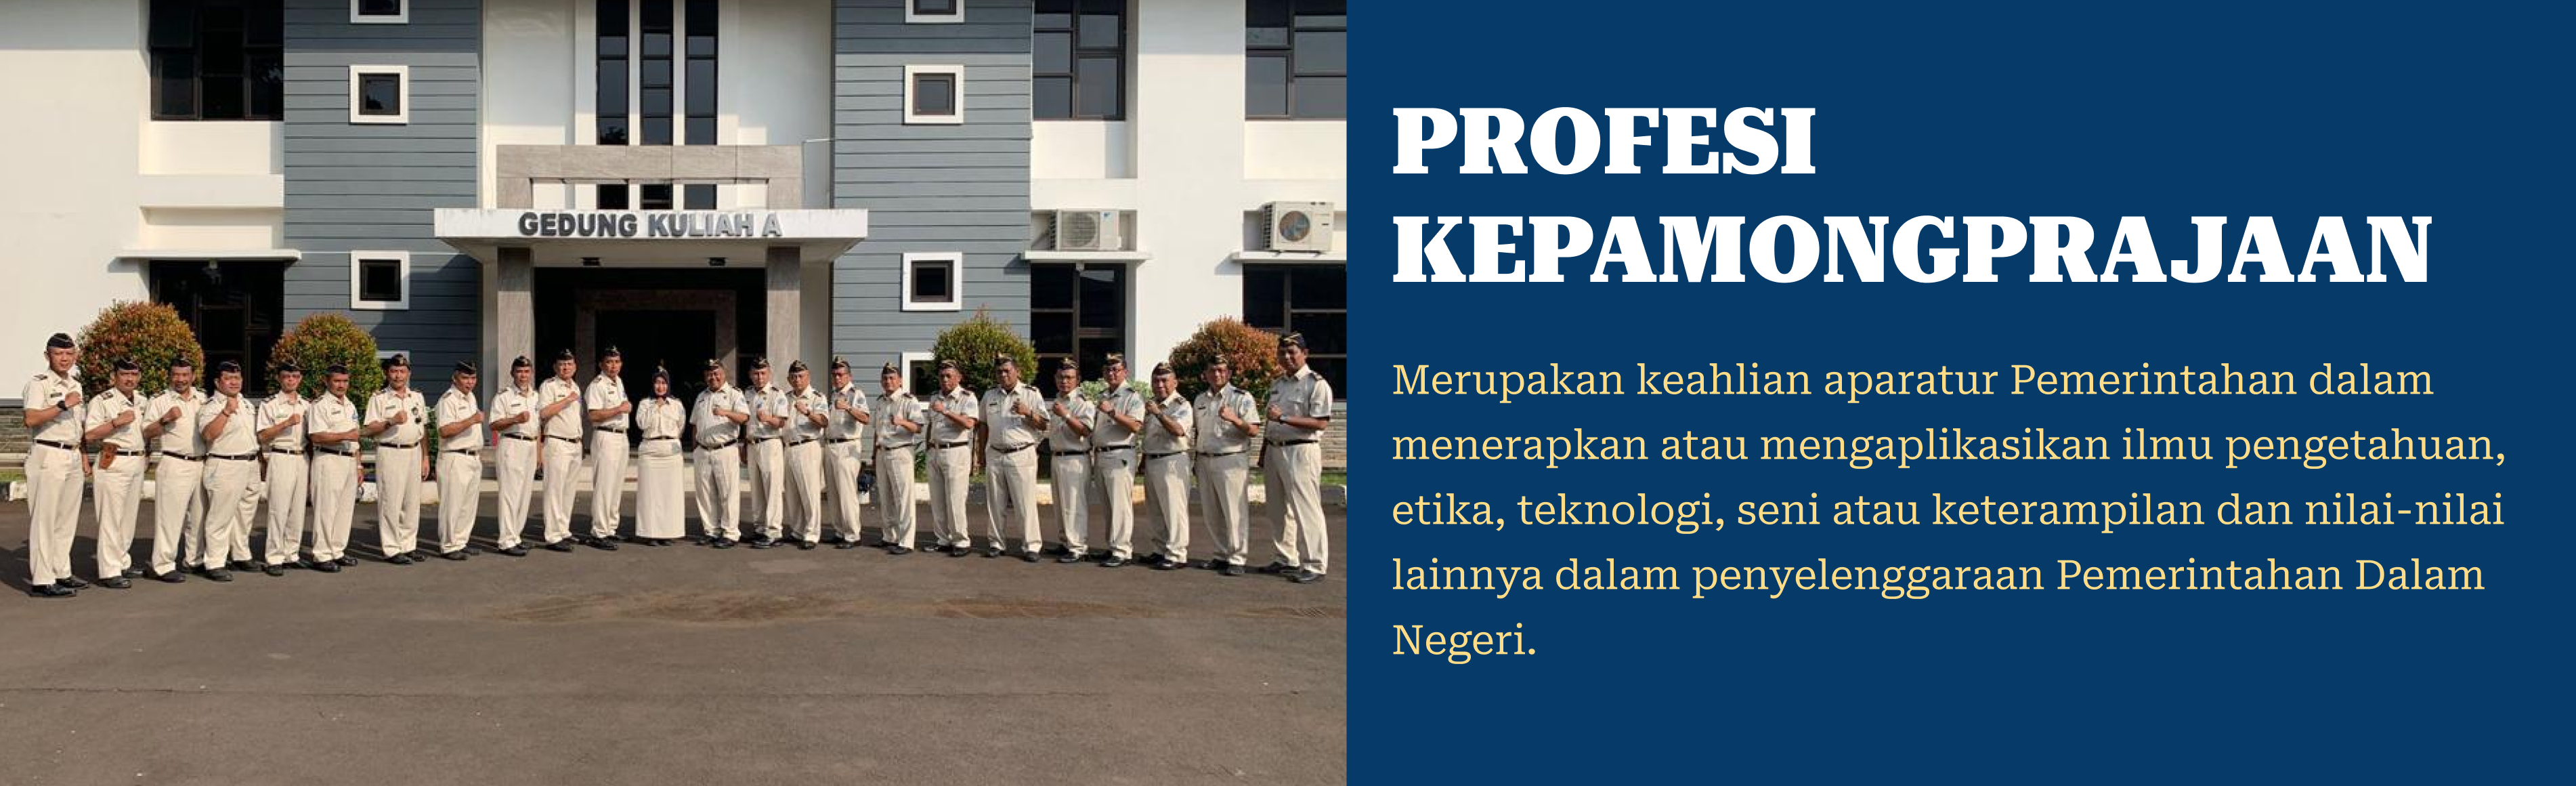 GEDUNG KULIAH A
PROFESI
KEPAMONGPRAJAAN
Merupakan keahlian aparatur Pemerintahan dalam
menerapkan atau mengaplikasikan ilmu pengetahuan,
etika, teknologi, seni atau keterampilan dan nilai-nilai
lainnya dalam penyelenggaraan Pemerintahan Dalam
Negeri.